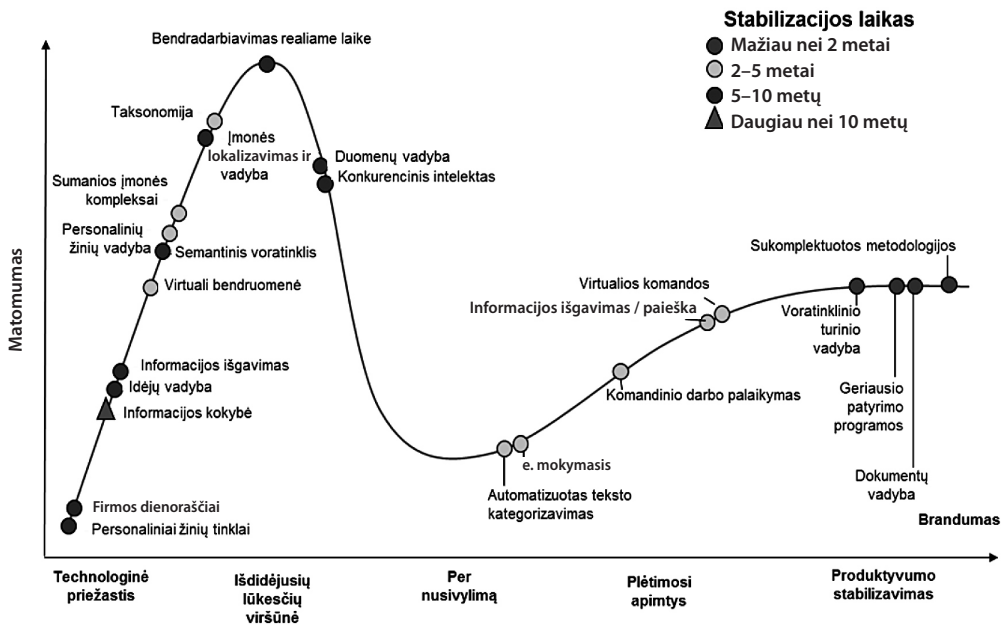 Stabilizacijos laikas
Mažiau nei 2 metai
2–5 metai
5–10 metų
Daugiau nei 10 metų
Matomumas
Bendradarbiavimas realiame laike
Taksonomija
Įmonės
lokalizavimas ir
vadyba
Duomenų vadyba
Konkurencinis intelektas
Sumanios įmonės
kompleksai
Personalinių
žinių vadyba
Semantinis voratinklis
Virtuali bendruomenė
Informacijos išgavimas
Idėjų vadyba
Informacijos kokybė
Firmos dienoraščiai
Personaliniai žinių tinklai
Sukomplektuotos metodologijos
Virtualios komandos
Informacijos išgavimas / paieška
Voratinklinio
turinio
vadyba
Komandinio darbo palaikymas
Geriausio
patyrimo
programos
e. mokymasis
Automatizuotas teksto
kategorizavimas
Dokumentų
vadyba
Brandumas
Technologinė
priežastis
Išdidėjusių
lūkesčių
viršūnė
Per
nusivylimą
Plėtimosi
apimtys
Produktyvumo
stabilizavimas